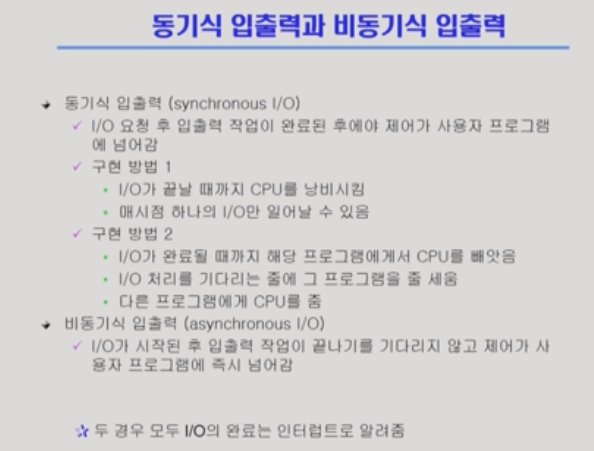 동기식 입출력과 비동기식 입출력
동기식 입출력 (synchronous I/O)
I/O 요청 후 입출력 작업이 완료된 후에야 제어가 사용자 프로그램
에 넘어감
구현 방법 1
I/O가 끝날 때까지 CPU를 낭비시킴
매시점 하나의 I/O만 일어날 수 있음
구현 방법 2
I/O가 완료될 때까지 해당 프로그램에게서 CPU를 빼앗음
I/O 처리를 기다리는 줄에 그 프로그램을 줄 세움
다른 프로그램에게 CPU를 줌
비동기식 입출력 (asynchronous I/O)
I/O가 시작된 후 입출력 작업이 끝나기를 기다리지 않고 제어가 사
용자 프로그램에 즉시 넘어감
두 경우 모두 I/O의 완료는 인터럽트로 알려줌